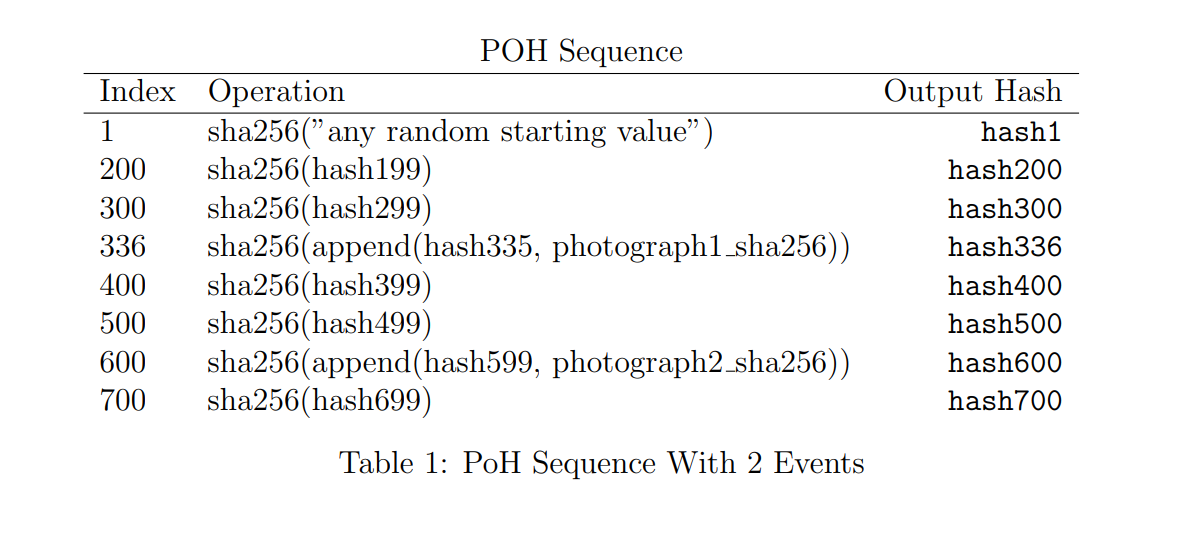 POH Sequence
Index Operation Output Hash
1 sha256(”any random starting value”) hash1
200 sha256(hash199) hash200
300 sha256(hash299) hash300
336 sha256(append(hash335, photograph1_sha256)) hash336
400 sha256(hash399) hash400
500 sha256(hash499) hash500
600 sha256(append(hash599, photograph2_sha256)) hash600
700 sha256(hash699) hash700
Table 1: PoH Sequence With 2 Events